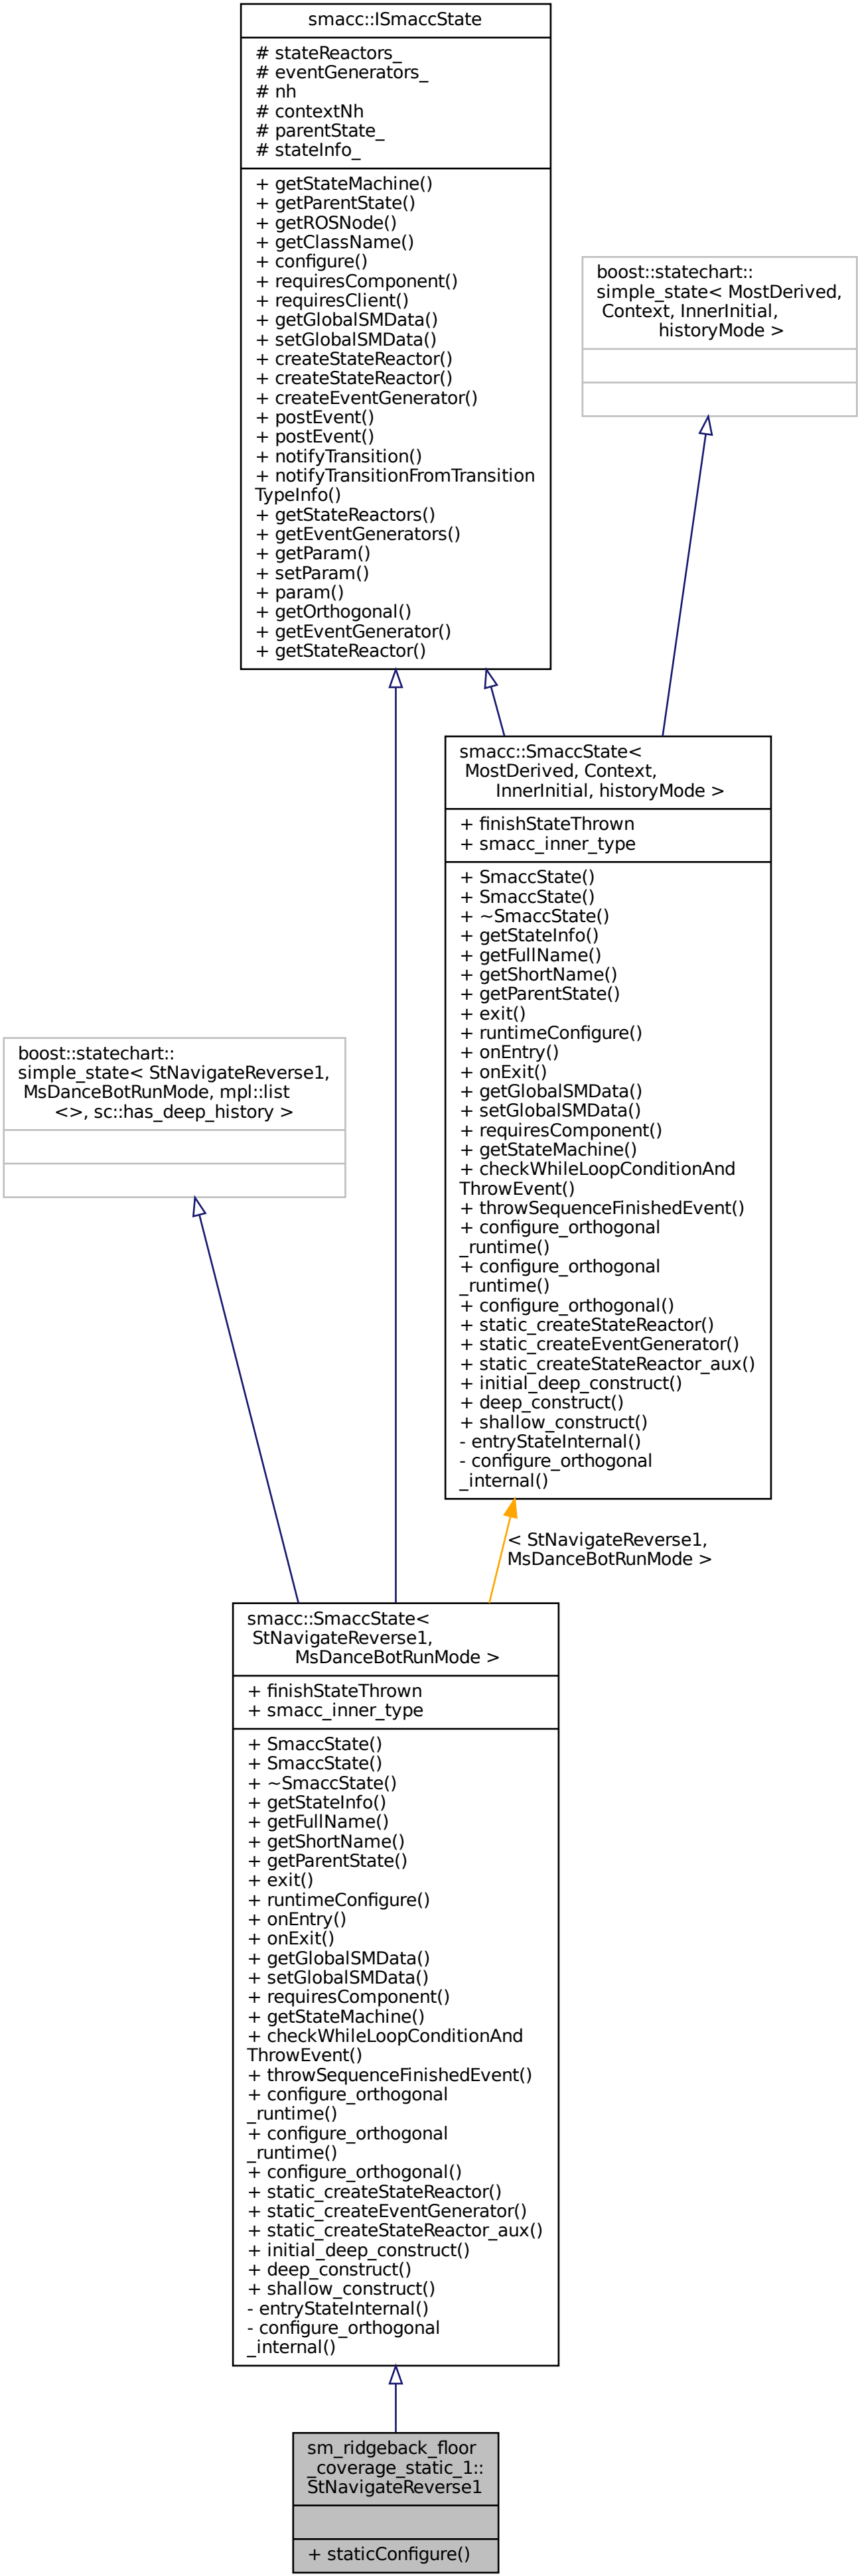 smacc::ISmaccState
# stateReactors_
# eventGenerators_
# nh
# contextNh
# parentState_
# stateInfo_
+ getStateMachine()
+ getParentState()
+ getROSNode()
+ getClassName()
+ configure()
+ requiresComponent()
+ requiresClient()
+ getGlobalSMData()
+ setGlobalSMData()
+ createStateReactor()
+ createStateReactor()
+ createEventGenerator()
+ postEvent()
+ postEvent()
+ notifyTransition()
+ notifyTransitionFromTransition
TypeInfo()
+ getStateReactors()
+ getEventGenerators()
+ getParam()
+ setParam()
+ param()
+ getOrthogonal()
+ getEventGenerator()
+ getStateReactor()
boost::statechart::
simple_state< MostDerived,
Context, InnerInitial,
historyMode >
smacc::SmaccState<
MostDerived, Context,
InnerInitial, historyMode >
+ finishStateThrown
+ smacc_inner_type
+ SmaccState()
+ SmaccState()
+ ~SmaccState()
+ getStateInfo()
+ getFullName()
+ getShortName()
+ getParentState()
+ exit()
+ runtimeConfigure()
+ onEntry()
+ onExit()
+ getGlobalSMData()
+ setGlobalSMData()
+ requiresComponent()
+ getStateMachine()
+ checkWhileLoopConditionAnd
ThrowEvent()
+ throwSequenceFinishedEvent()
+ configure_orthogonal
_runtime()
+ configure_orthogonal
_runtime()
+ configure_orthogonal()
+ static_createStateReactor()
+ static_createEventGenerator()
+ static_createStateReactor_aux()
+ initial_deep_construct()
+ deep_construct()
+ shallow_construct()
- entryStateInternal()
- configure_orthogonal
_internal()
boost::statechart::
simple_state< StNavigateReverse1,
MsDanceBotRunMode, mpl::list
<>, sc::has_deep_history >
< StNavigateReverse1,
MsDanceBotRunMode >
smacc::SmaccState<
StNavigateReverse1,
MsDanceBotRunMode >
+ finishStateThrown
+ smacc_inner_type
+ SmaccState()
+ SmaccState()
+ ~SmaccState()
+ getStateInfo()
+ getFullName()
+ getShortName()
+ getParentState()
+ exit()
+ runtimeConfigure()
+ onEntry()
+ onExit()
+ getGlobalSMData()
+ setGlobalSMData()
+ requiresComponent()
+ getStateMachine()
+ checkWhileLoopConditionAnd
ThrowEvent()
+ throwSequenceFinishedEvent()
+ configure_orthogonal
_runtime()
+ configure_orthogonal
_runtime()
+ configure_orthogonal()
+ static_createStateReactor()
+ static_createEventGenerator()
+ static_createStateReactor_aux()
+ initial_deep_construct()
+ deep_construct()
+ shallow_construct()
- entryStateInternal()
- configure_orthogonal
_internal()
sm_ridgeback_floor
_coverage_static_1::
StNavigateReverse1
+ staticConfigure()